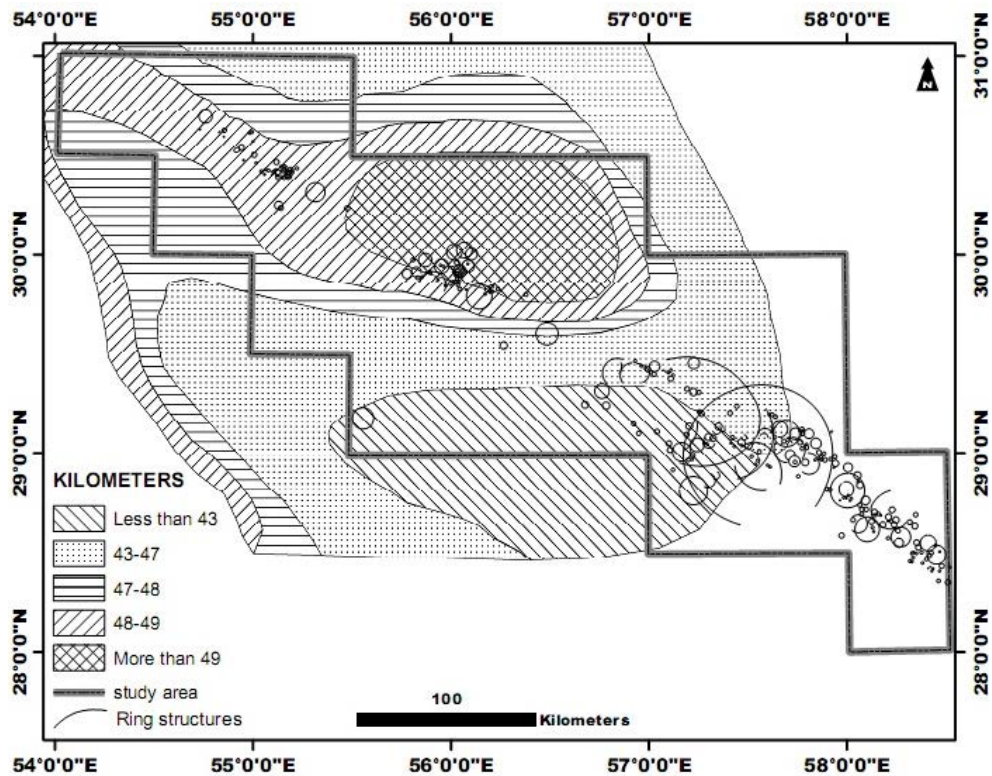 54°0'0"E 55°0'0"E 56°0'0"E 57°0'0"E 58°0'0"E
31°0'0"N
30°0'0"N
29°0'0"N
28°0'0"N
N
31°0'0"N
30°0'0"N
29°0'0"N
28°0'0"N
KILOMETERS
Less than 43
43-47
47-48
48-49
More than 49
study area
Ring structures
100
Kilometers
54°0'0"E 55°0'0"E 56°0'0"E 57°0'0"E 58°0'0"E